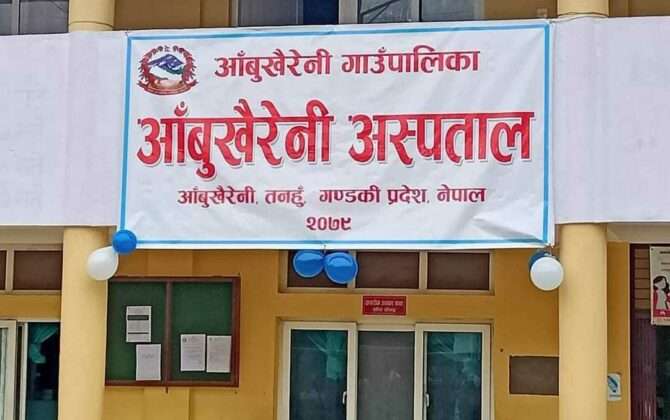 आँबुखैरेनी गाउँपालिका
आँबुखैरेनी अस्पताल
आँबुखैरेनी, तनहुँ, गण्डकी प्रदेश, नेपाल
२०७९